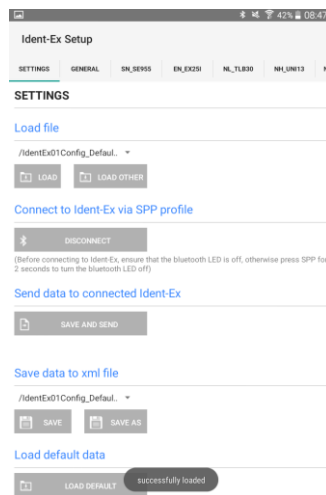 42% 08:47
Ident-Ex Setup
SETTINGS GENERAL SN_SE955 EN_EX25I NL_TLB30 NH_UNI13
SETTINGS
Load file
/IdentEx01Config_Defaul..
LOAD LOAD OTHER
Connect to Ident-Ex via SPP profile
DISCONNECT
(Before connecting to Ident-Ex, ensure that the bluetooth LED is off, otherwise press SPP for
2 seconds to turn the bluetooth LED off)
Send data to connected Ident-Ex
SAVE AND SEND
Save data to xml file
/IdentEx01Config_Defaul..
SAVE SAVE AS
Load default data
LOAD DEFAULT
successfully loaded